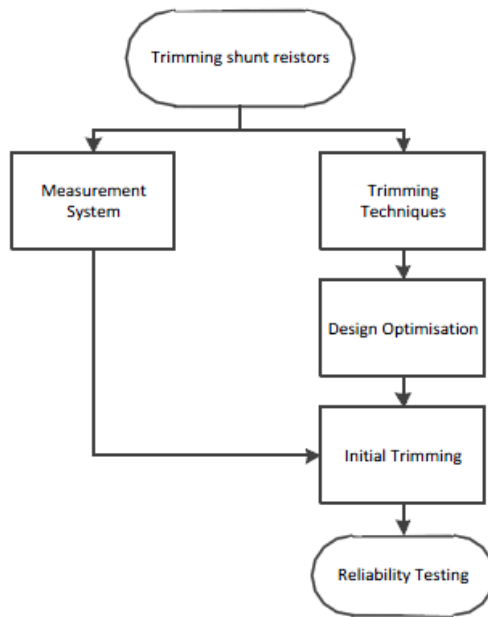 Trimming shunt reistors
Measurement
System
Trimming
Techniques
Design Optimisation
Initial Trimming
Reliability Testing